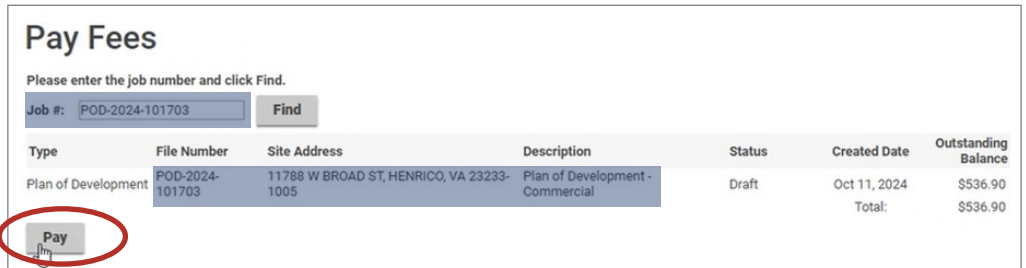 Pay Fees
Please enter the job number and click Find.
Job #: POD-2024-101703 Find
Type File Number Site Address Description Status Created Date Outstanding Balance
Plan of Development POD-2024-101703 11788 W BROAD ST, HENRICO, VA 23233-1005 Plan of Development - Commercial Draft Oct 11, 2024 $536.90
Total: $536.90
Pay